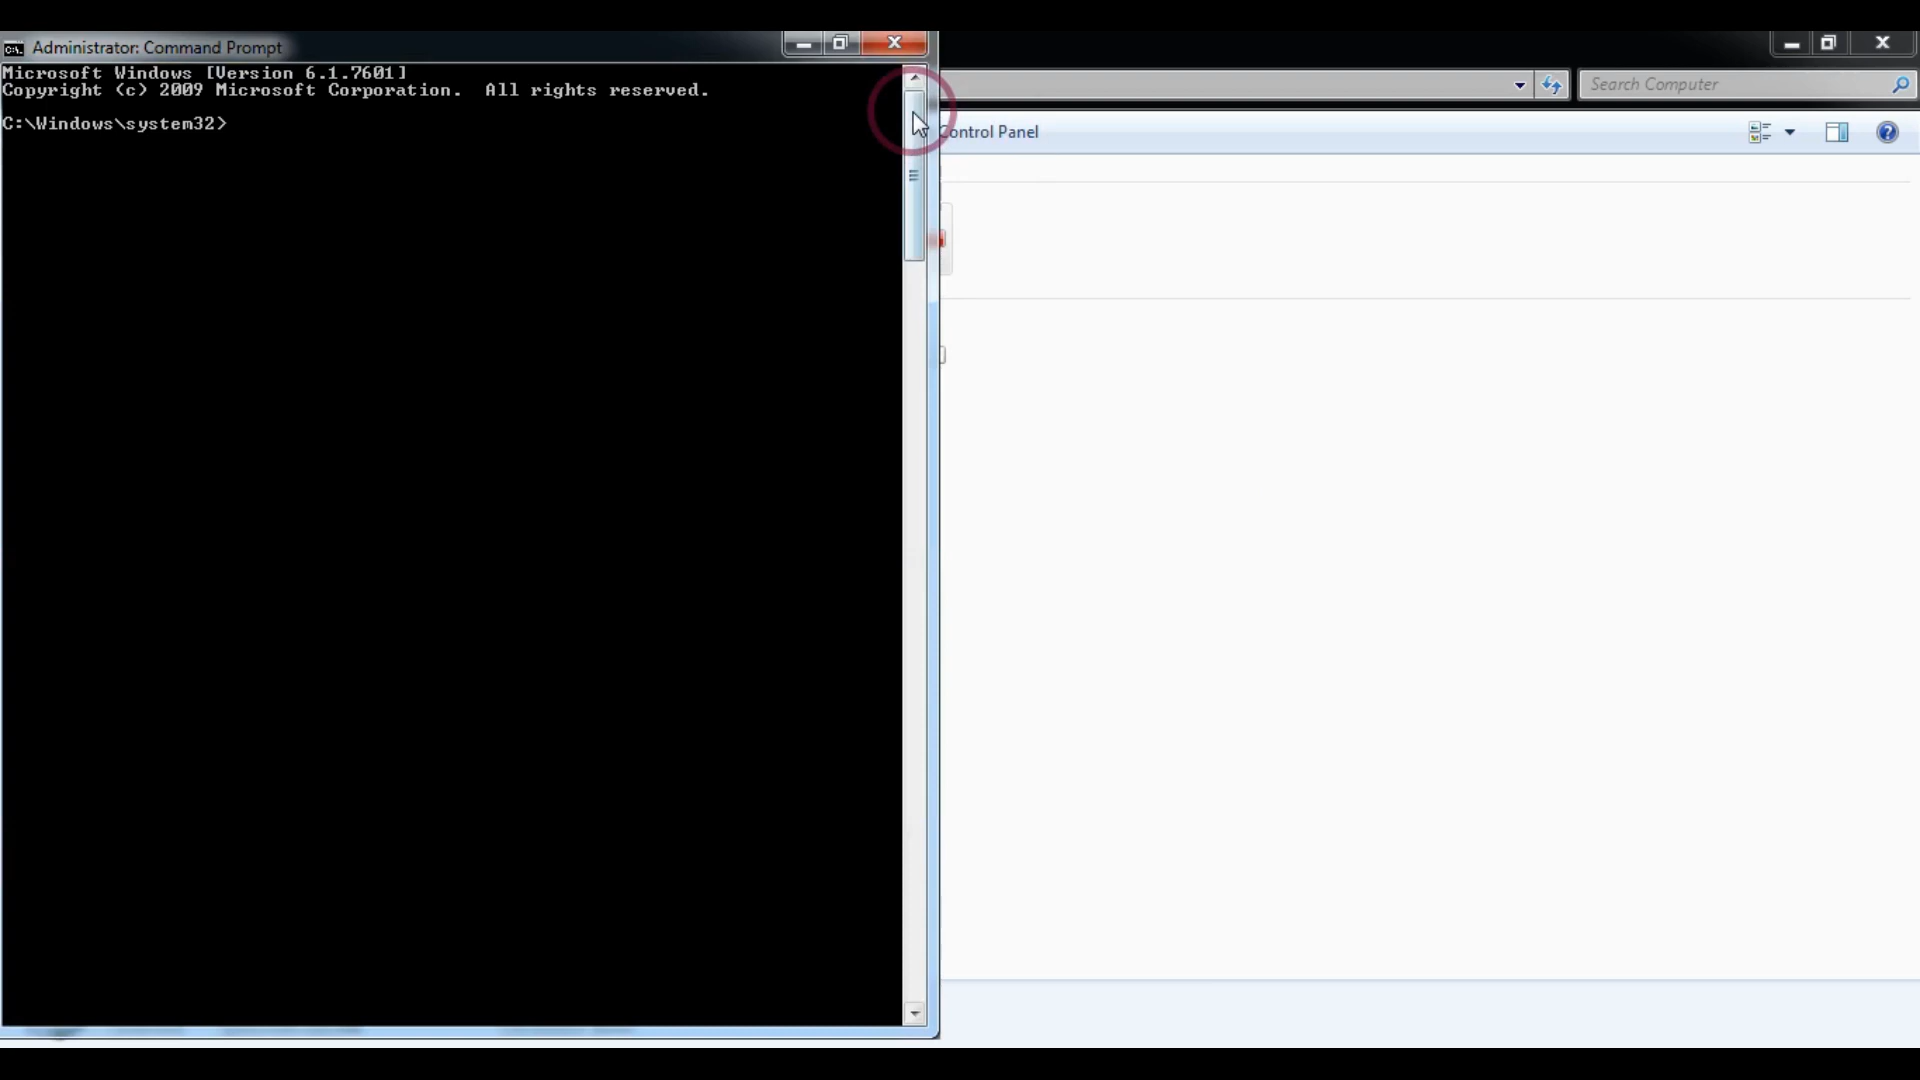 Administrator: Command Prompt
Microsoft Windows [Version 6.1.7601]
Copyright (c) 2009 Microsoft Corporation.  All rights reserved.
C:\Windows\system32>
Search Computer
Control Panel